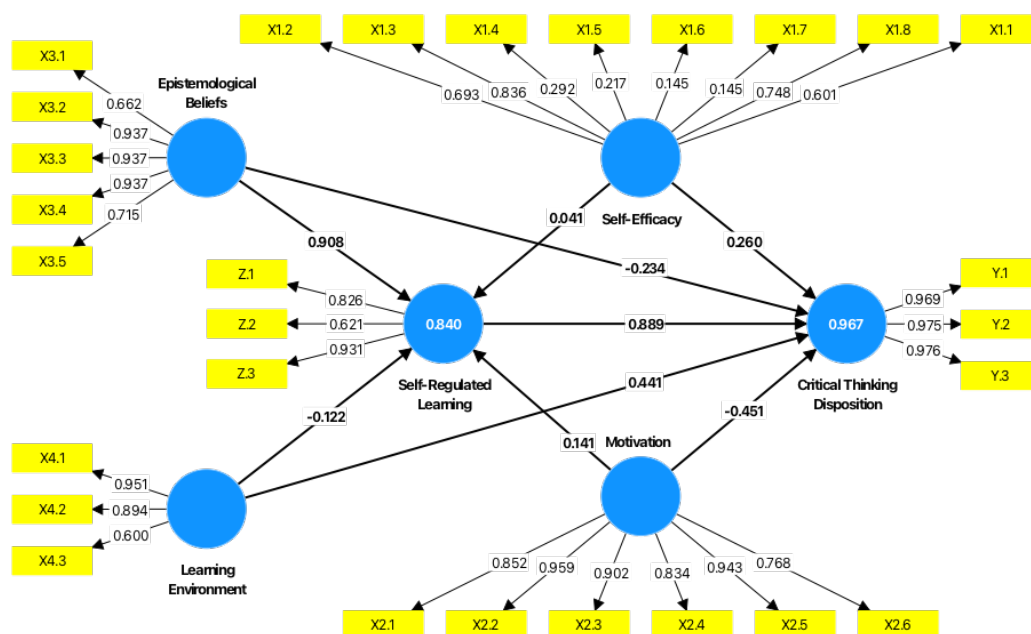 X1.2 X1.3 X1.4 X1.5 X1.6 X1.7 X1.8 X1.1
0.693 0.836 0.292 0.217 0.145 0.145 0.748 0.601
X3.1
X3.2
X3.3
X3.4
X3.5
0.662
0.937
0.937
0.937
0.715
Epistemological
Beliefs
Self-Efficacy
0.908
0.041
0.260
-0.234
Z.1
Z.2
Z.3
0.826
0.621
0.931
0.840
Self-Regulated
Learning
0.889
0.967
Critical Thinking
Disposition
0.969
0.975
0.976
Y.1
Y.2
Y.3
-0.122
0.441
0.141
-0.451
Motivation
X4.1
X4.2
X4.3
0.951
0.894
0.600
Learning
Environment
0.852 0.959 0.902 0.834 0.943 0.768
X2.1 X2.2 X2.3 X2.4 X2.5 X2.6